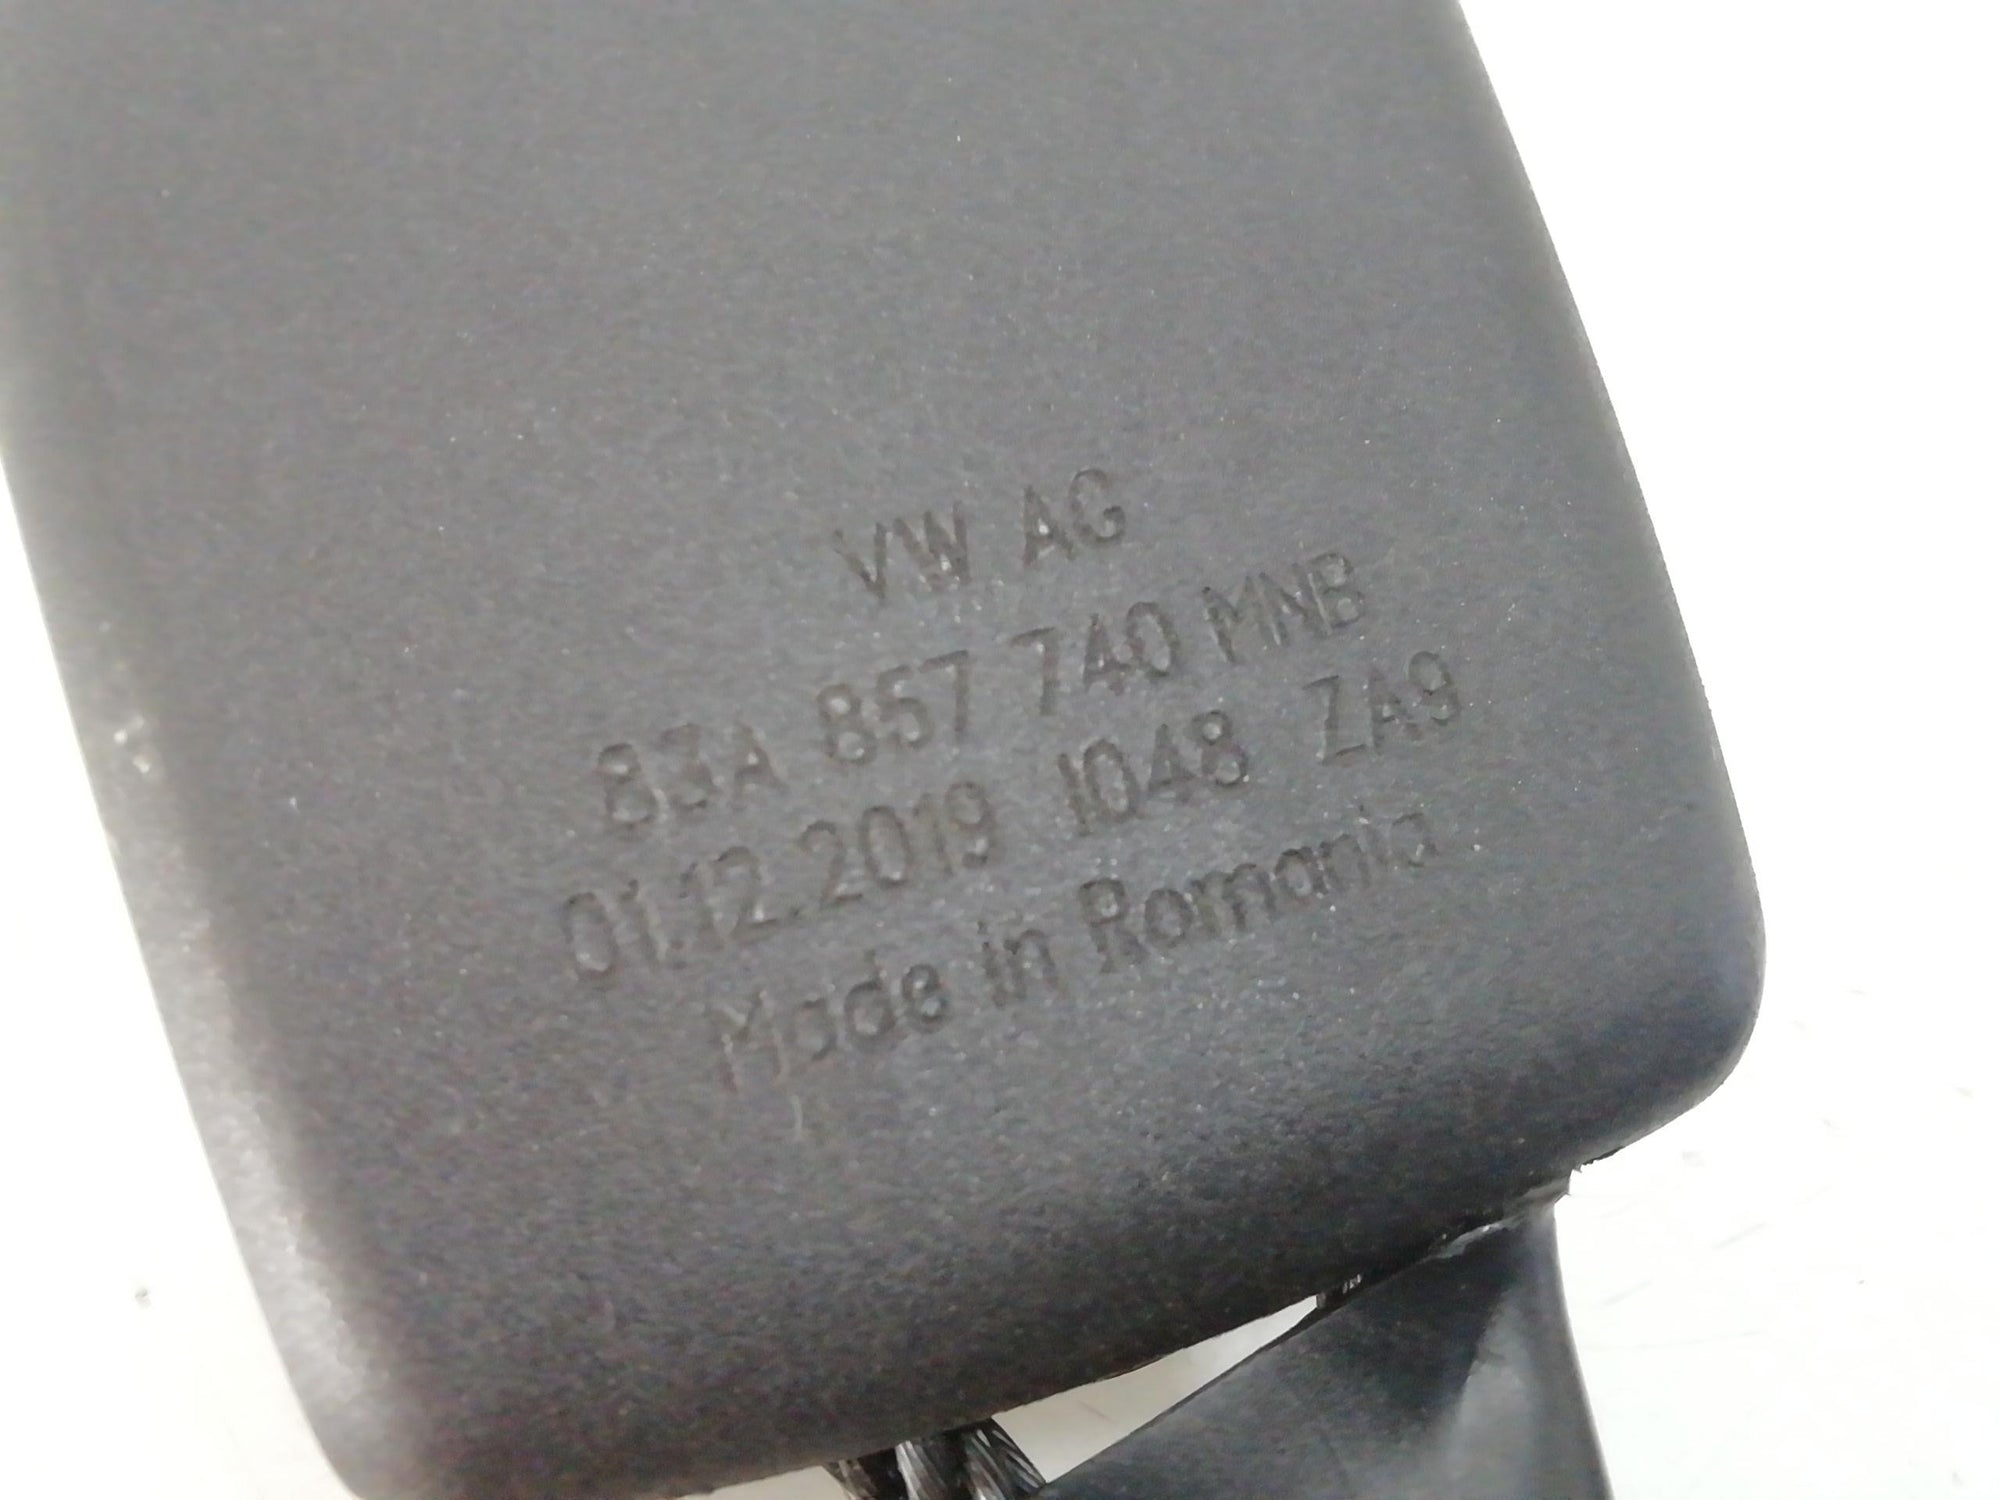 VW AG
83A 857 740 MNB
01.12.2019 1048 ZA9
Made in Romania